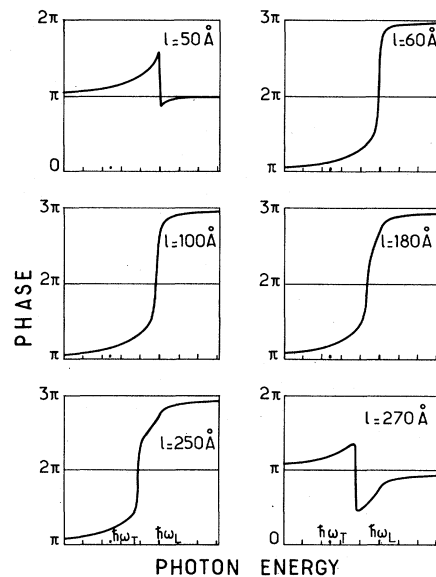 2π
l=50Å
π
0
3π
l=60Å
2π
π
3π
l=100Å
2π
π
3π
l=180Å
2π
π
PHASE
3π
l=250Å
2π
π
ħω_T
ħω_L
2π
l=270Å
π
0
ħω_T
ħω_L
PHOTON ENERGY